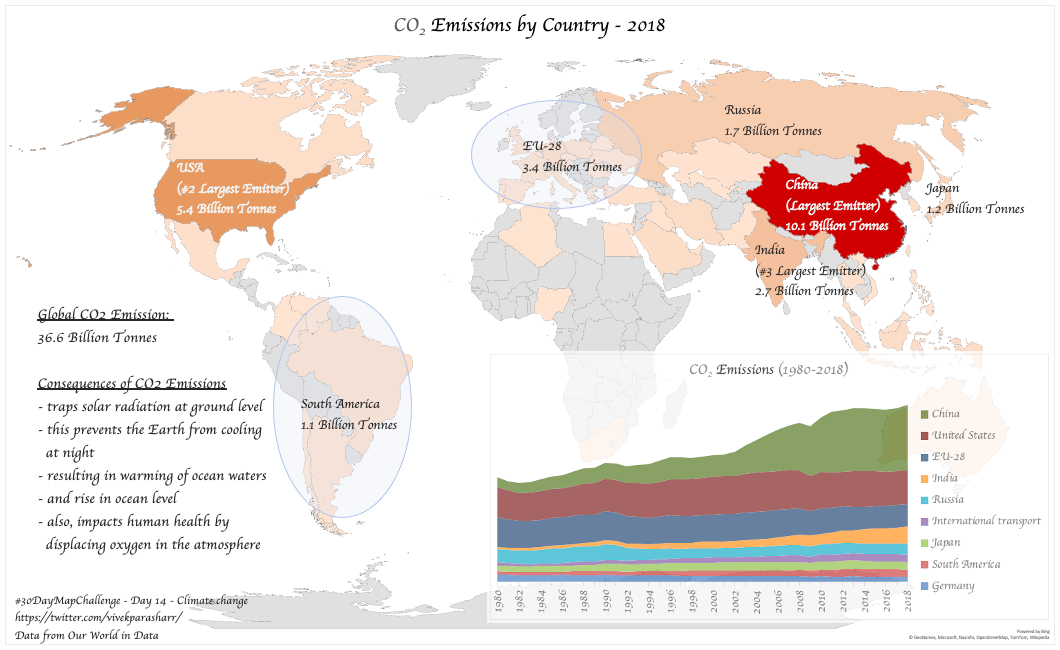 CO2 Emissions by Country - 2018
Russia
1.7 Billion Tonnes
EU-28
3.4 Billion Tonnes
USA
(#2 Largest Emitter)
5.4 Billion Tonnes
China
(Largest Emitter)
10.1 Billion Tonnes
Japan
1.2 Billion Tonnes
India
(#3 Largest Emitter)
2.7 Billion Tonnes
Global CO2 Emission:
36.6 Billion Tonnes
Consequences of CO2 Emissions
- traps solar radiation at ground level
- this prevents the Earth from cooling
at night
- resulting in warming of ocean waters
- and rise in ocean level
- also, impacts human health by
displacing oxygen in the atmosphere
South America
1.1 Billion Tonnes
CO2 Emissions (1980-2018)
China
United States
EU-28
India
Russia
International transport
Japan
South America
Germany
1980 1982 1984 1986 1988 1990 1992 1994 1996 1998 2000 2002 2004 2006 2008 2010 2012 2014 2016 2018
#30DayMapChallenge - Day 14 - Climate change
https://twitter.com/vivekparasharr/
Data from Our World in Data
Powered by Bing
© GeoNames, Microsoft, Navinfo, OpenStreetMap, TomTom, Wikipedia